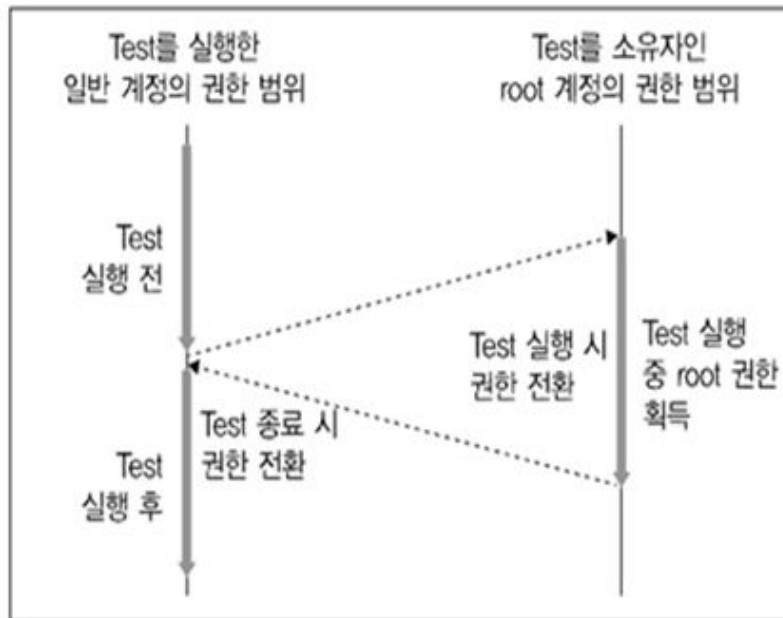 Test를 실행한
일반 계정의 권한 범위
Test를 소유자인
root 계정의 권한 범위
Test
실행 전
Test 실행 시
권한 전환
Test 실행
중 root 권한
획득
Test 종료 시
권한 전환
Test
실행 후